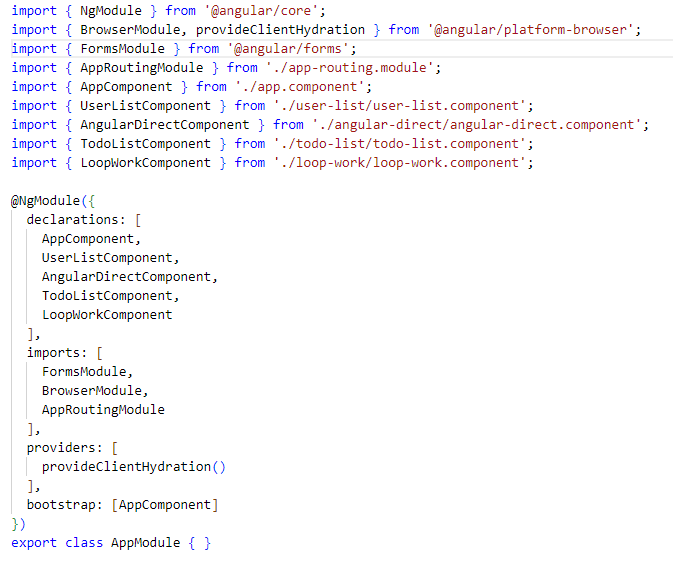 import { NgModule } from '@angular/core';
import { BrowserModule, provideClientHydration } from '@angular/platform-browser';
import { FormsModule } from '@angular/forms';
import { AppRoutingModule } from './app-routing.module';
import { AppComponent } from './app.component';
import { UserListComponent } from './user-list/user-list.component';
import { AngularDirectComponent } from './angular-direct/angular-direct.component';
import { TodoListComponent } from './todo-list/todo-list.component';
import { LoopWorkComponent } from './loop-work/loop-work.component';

@NgModule({
  declarations: [
    AppComponent,
    UserListComponent,
    AngularDirectComponent,
    TodoListComponent,
    LoopWorkComponent
  ],
  imports: [
    FormsModule,
    BrowserModule,
    AppRoutingModule
  ],
  providers: [
    provideClientHydration()
  ],
  bootstrap: [AppComponent]
})
export class AppModule { }